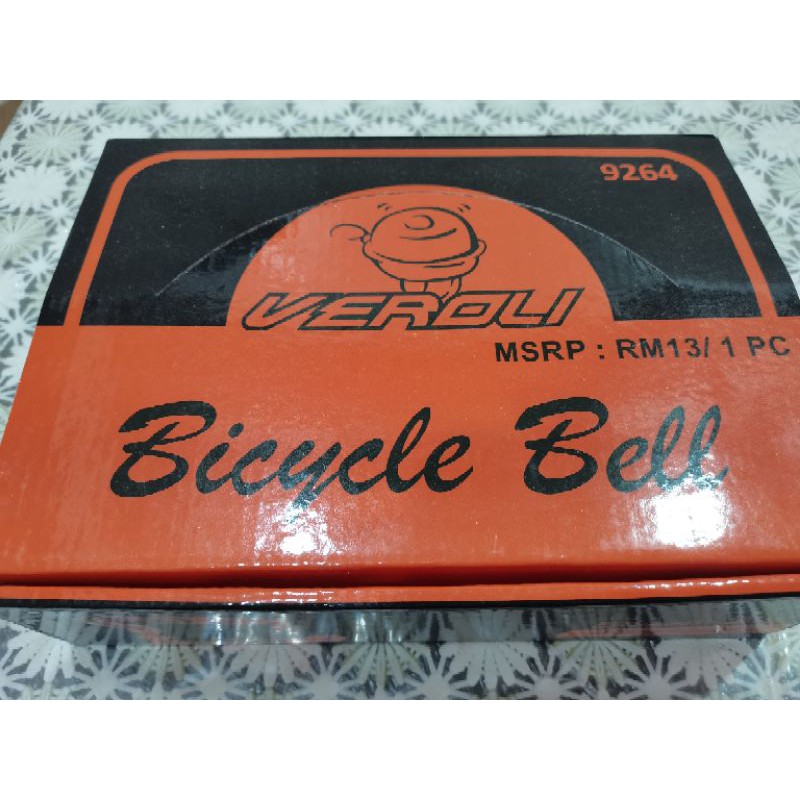 9264
VEROLI
MSRP : RM13/ 1 PC
Bicycle Bell